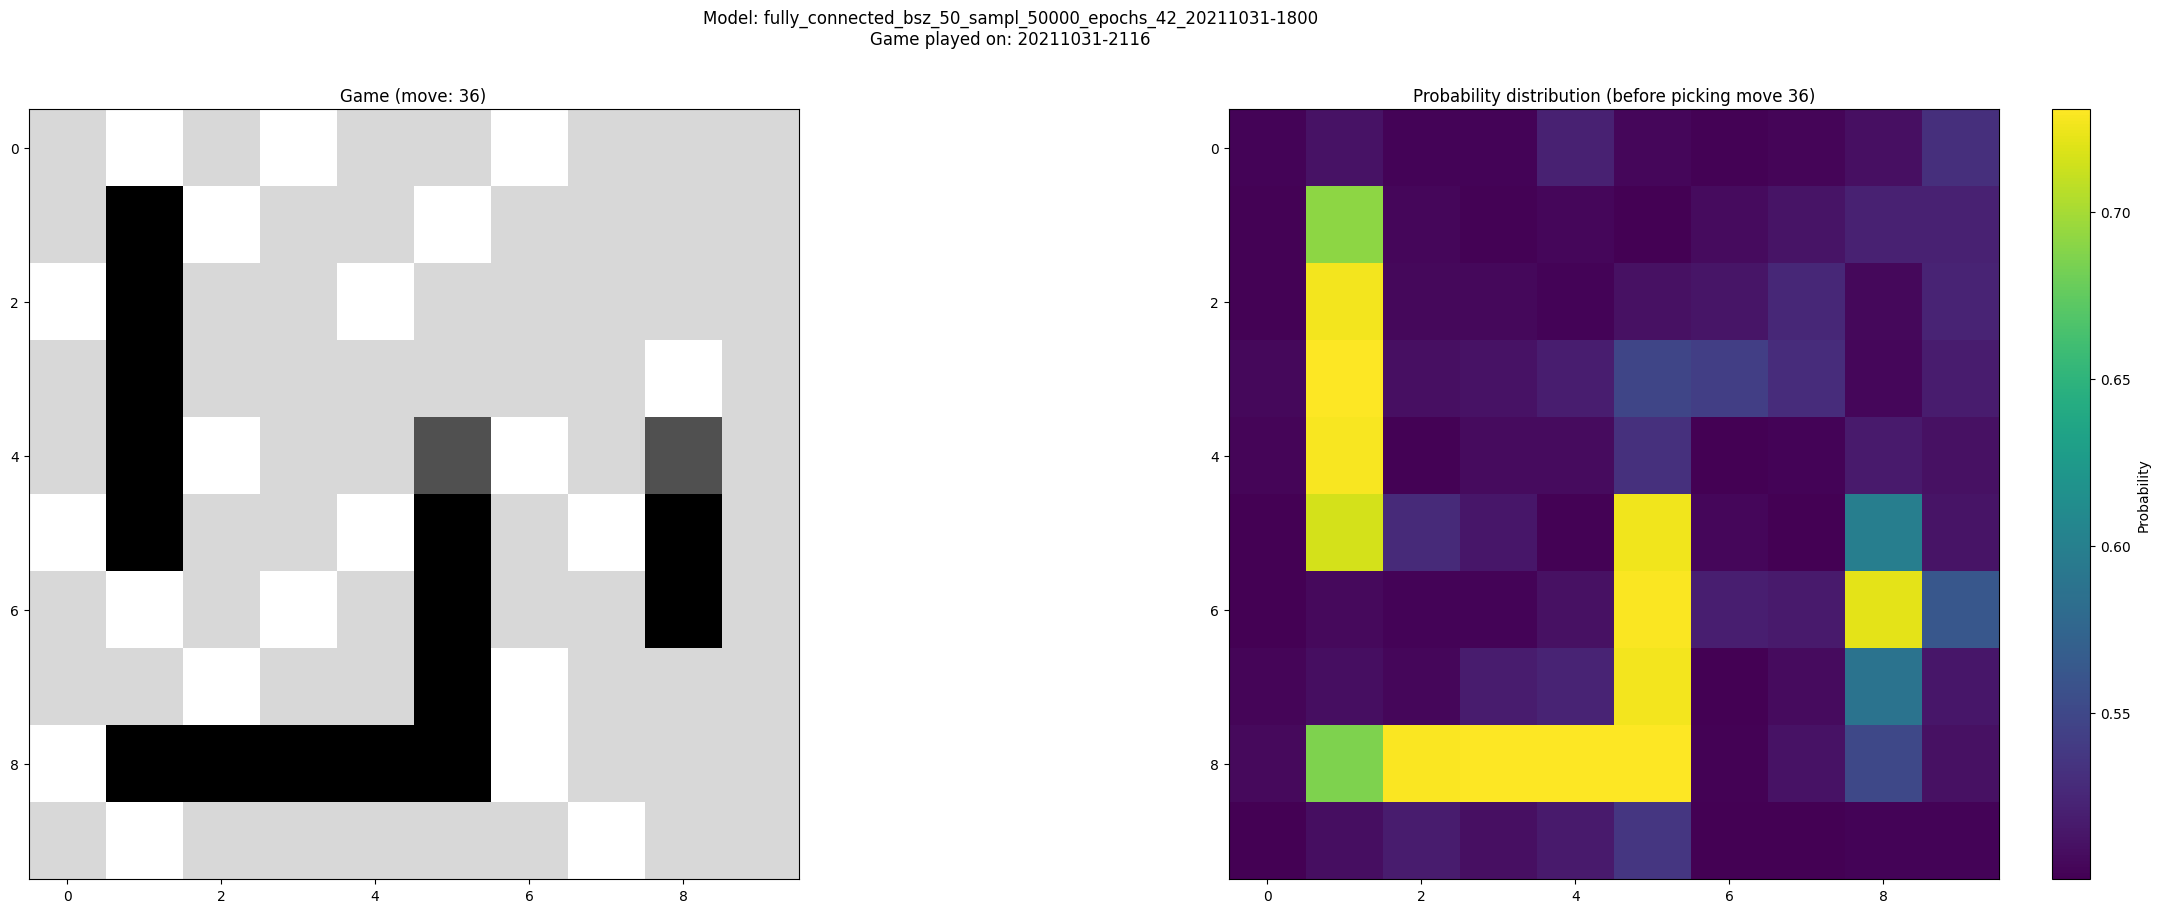 Model: fully_connected_bsz_50_sampl_50000_epochs_42_20211031-1800
Game played on: 20211031-2116
Game (move: 36)
0
2
4
6
8
0 2 4 6 8
Probability distribution (before picking move 36)
0
2
4
6
8
0 2 4 6 8
0.70
0.65
0.60
0.55
Probability